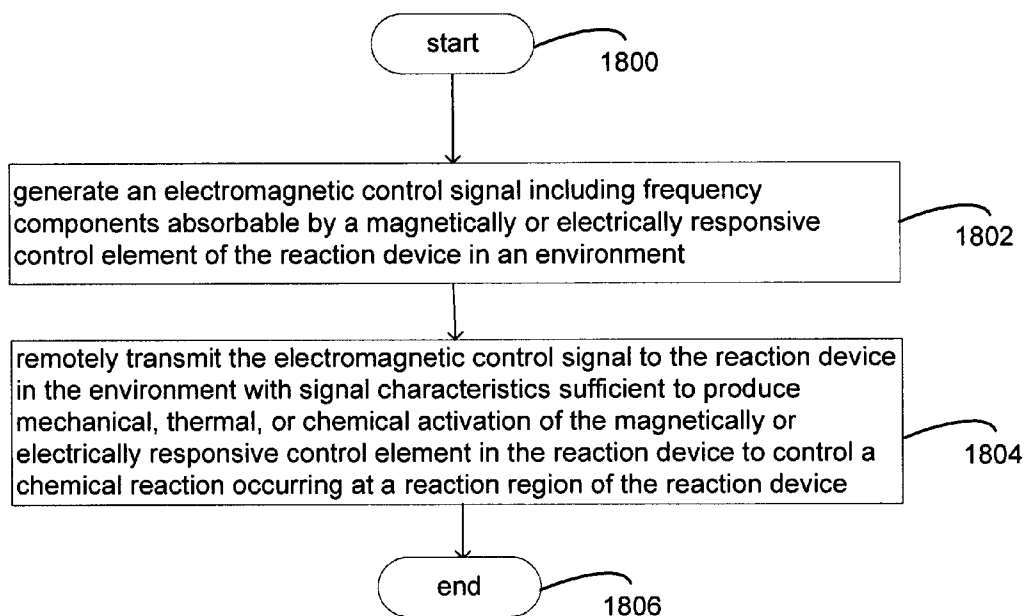 start
1800
generate an electromagnetic control signal including frequency
components absorbable by a magnetically or electrically responsive
control element of the reaction device in an environment
1802
remotely transmit the electromagnetic control signal to the reaction device
in the environment with signal characteristics sufficient to produce
mechanical, thermal, or chemical activation of the magnetically or
electrically responsive control element in the reaction device to control a
chemical reaction occurring at a reaction region of the reaction device
1804
end
1806